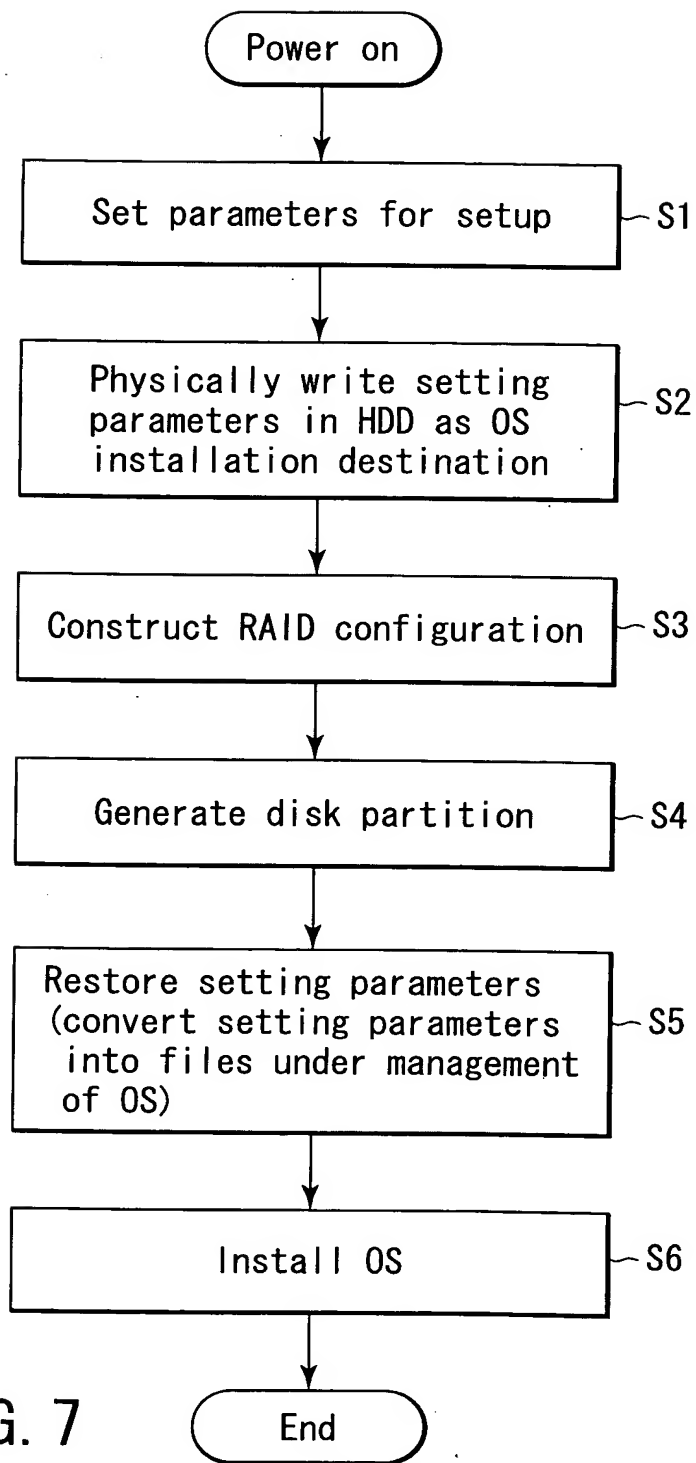 Power on
Set parameters for setup
S1
Physically write setting
parameters in HDD as OS
installation destination
S2
Construct RAID configuration
S3
Generate disk partition
S4
Restore setting parameters
(convert setting parameters
into files under management
of OS)
S5
Install OS
S6
G. 7
End